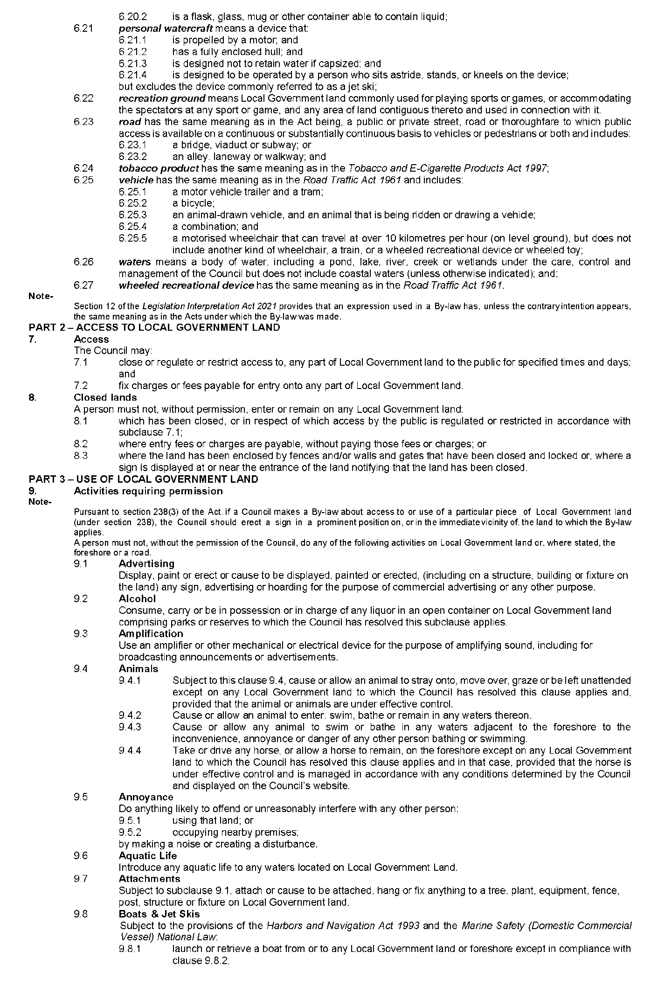 6.20.2 is a flask, glass, mug or other container able to contain liquid;
6.21 personal watercraft means a device that:
6.21.1 is propelled by a motor; and
6.21.2 has a fully enclosed hull; and
6.21.3 is designed not to retain water if capsized; and
6.21.4 is designed to be operated by a person who sits astride, stands, or kneels on the device;
but excludes the device commonly referred to as a jet ski;
6.22 recreation ground means Local Government land commonly used for playing sports or games, or accommodating
the spectators at any sport or game, and any area of land contiguous thereto and used in connection with it.
6.23 road has the same meaning as in the Act being, a public or private street, road or thoroughfare to which public
access is available on a continuous or substantially continuous basis to vehicles or pedestrians or both and includes:
6.23.1 a bridge, viaduct or subway; or
6.23.2 an alley, laneway or walkway; and
6.24 tobacco product has the same meaning as in the Tobacco and E-Cigarette Products Act 1997;
6.25 vehicle has the same meaning as in the Road Traffic Act 1961 and includes:
6.25.1 a motor vehicle trailer and a tram;
6.25.2 a bicycle;
6.25.3 an animal-drawn vehicle, and an animal that is being ridden or drawing a vehicle;
6.25.4 a combination; and
6.25.5 a motorised wheelchair that can travel at over 10 kilometres per hour (on level ground), but does not
include another kind of wheelchair, a train, or a wheeled recreational device or wheeled toy;
6.26 waters means a body of water, including a pond, lake, river, creek or wetlands under the care, control and
management of the Council but does not include coastal waters (unless otherwise indicated); and;
6.27 wheeled recreational device has the same meaning as in the Road Traffic Act 1961.
Note-
Section 12 of the Legislation Interpretation Act 2021 provides that an expression used in a By-law has, unless the contrary intention appears,
the same meaning as in the Acts under which the By-law was made.
PART 2 – ACCESS TO LOCAL GOVERNMENT LAND
7. Access
The Council may:
7.1 close or regulate or restrict access to, any part of Local Government land to the public for specified times and days;
and
7.2 fix charges or fees payable for entry onto any part of Local Government land.
8. Closed lands
A person must not, without permission, enter or remain on any Local Government land:
8.1 which has been closed, or in respect of which access by the public is regulated or restricted in accordance with
subclause 7.1;
8.2 where entry fees or charges are payable, without paying those fees or charges; or
8.3 where the land has been enclosed by fences and/or walls and gates that have been closed and locked or, where a
sign is displayed at or near the entrance of the land notifying that the land has been closed.
PART 3 – USE OF LOCAL GOVERNMENT LAND
9. Activities requiring permission
Note-
Pursuant to section 238(3) of the Act, if a Council makes a By-law about access to or use of a particular piece of Local Government land
(under section 238), the Council should erect a sign in a prominent position on, or in the immediate vicinity of, the land to which the By-law
applies.
A person must not, without the permission of the Council, do any of the following activities on Local Government land or, where stated, the
foreshore or a road.
9.1 Advertising
Display, paint or erect or cause to be displayed, painted or erected, (including on a structure, building or fixture on
the land) any sign, advertising or hoarding for the purpose of commercial advertising or any other purpose.
9.2 Alcohol
Consume, carry or be in possession or in charge of any liquor in an open container on Local Government land
comprising parks or reserves to which the Council has resolved this subclause applies.
9.3 Amplification
Use an amplifier or other mechanical or electrical device for the purpose of amplifying sound, including for
broadcasting announcements or advertisements.
9.4 Animals
9.4.1 Subject to this clause 9.4, cause or allow an animal to stray onto, move over, graze or be left unattended
except on any Local Government land to which the Council has resolved this clause applies and,
provided that the animal or animals are under effective control.
9.4.2 Cause or allow an animal to enter, swim, bathe or remain in any waters thereon.
9.4.3 Cause or allow any animal to swim or bathe in any waters adjacent to the foreshore to the
inconvenience, annoyance or danger of any other person bathing or swimming.
9.4.4 Take or drive any horse, or allow a horse to remain, on the foreshore except on any Local Government
land to which the Council has resolved this clause applies and in that case, provided that the horse is
under effective control and is managed in accordance with any conditions determined by the Council
and displayed on the Council's website.
9.5 Annoyance
Do anything likely to offend or unreasonably interfere with any other person:
9.5.1 using that land; or
9.5.2 occupying nearby premises;
by making a noise or creating a disturbance.
9.6 Aquatic Life
Introduce any aquatic life to any waters located on Local Government Land.
9.7 Attachments
Subject to subclause 9.1, attach or cause to be attached, hang or fix anything to a tree, plant, equipment, fence,
post, structure or fixture on Local Government land.
9.8 Boats & Jet Skis
Subject to the provisions of the Harbors and Navigation Act 1993 and the Marine Safety (Domestic Commercial
Vessel) National Law:
9.8.1 launch or retrieve a boat from or to any Local Government land or foreshore except in compliance with
clause 9.8.2;